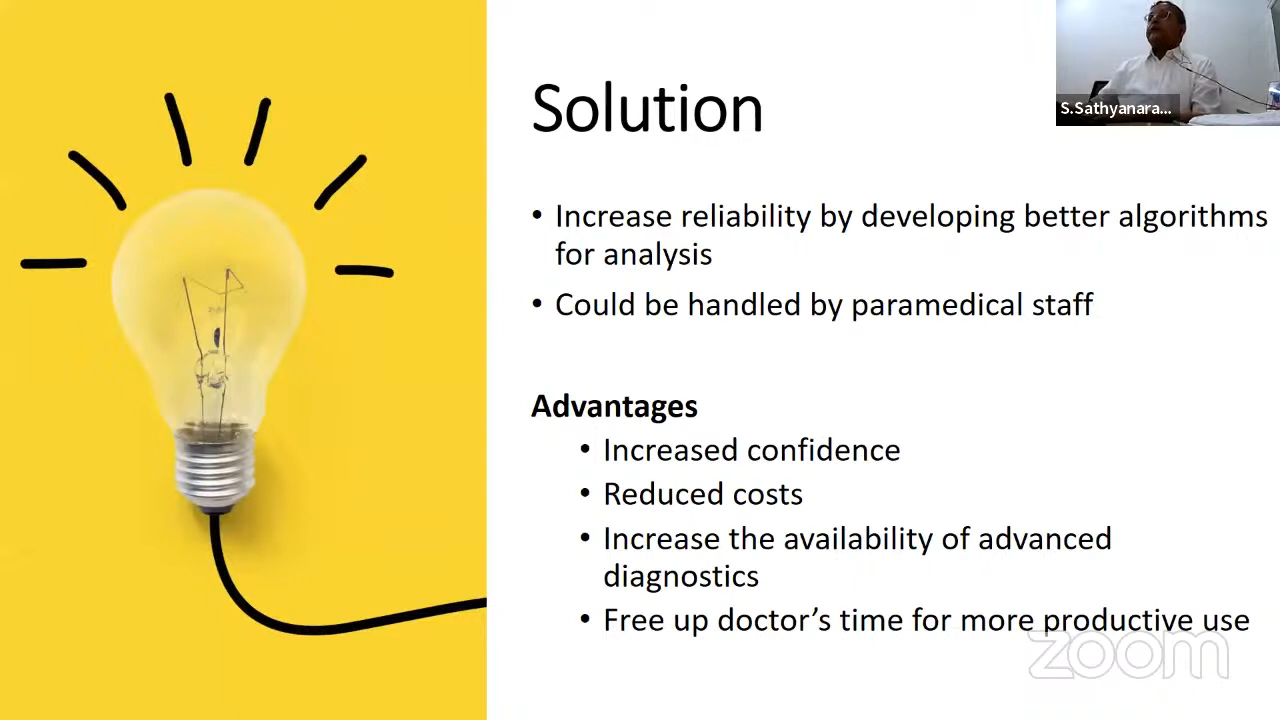 Solution
S.Sathyanara...
• Increase reliability by developing better algorithms
for analysis
• Could be handled by paramedical staff
Advantages
• Increased confidence
• Reduced costs
• Increase the availability of advanced
diagnostics
• Free up doctor’s time for more productive use
zoom